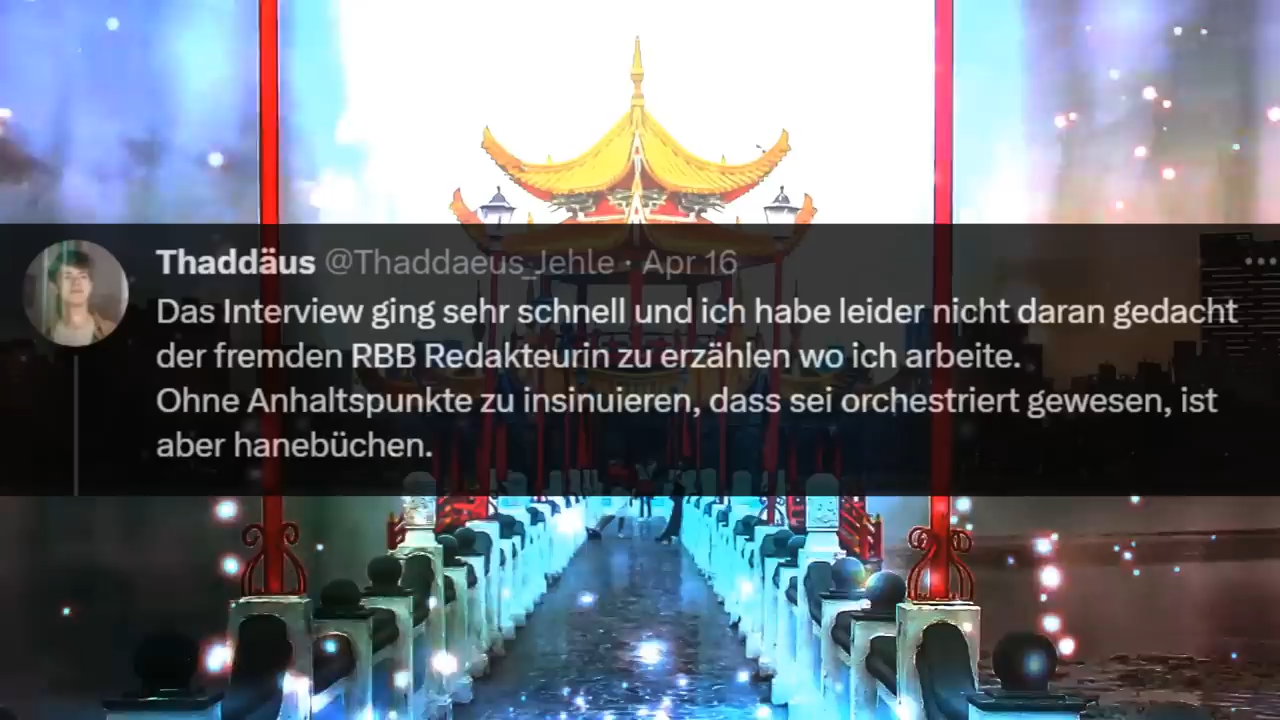 Thaddäus @Thaddaeus_Jehle · Apr 16
Das Interview ging sehr schnell und ich habe leider nicht daran gedacht
der fremden RBB Redakteurin zu erzählen wo ich arbeite.
Ohne Anhaltspunkte zu insinuieren, dass sei orchestriert gewesen, ist
aber hanebüchen.